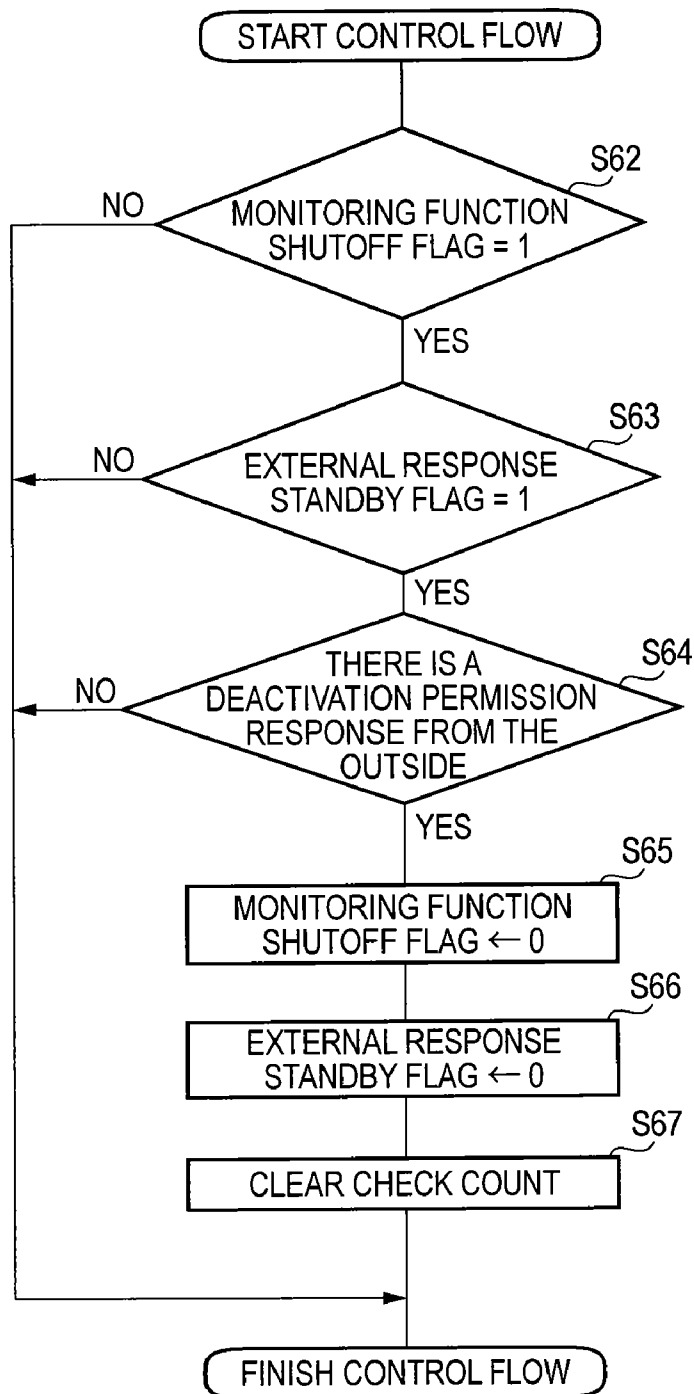 START CONTROL FLOW
S62
NO
MONITORING FUNCTION
SHUTOFF FLAG = 1
YES
S63
NO
EXTERNAL RESPONSE
STANDBY FLAG = 1
YES
S64
NO
THERE IS A
DEACTIVATION PERMISSION
RESPONSE FROM THE
OUTSIDE
YES
S65
MONITORING FUNCTION
SHUTOFF FLAG ← 0
S66
EXTERNAL RESPONSE
STANDBY FLAG ← 0
S67
CLEAR CHECK COUNT
FINISH CONTROL FLOW